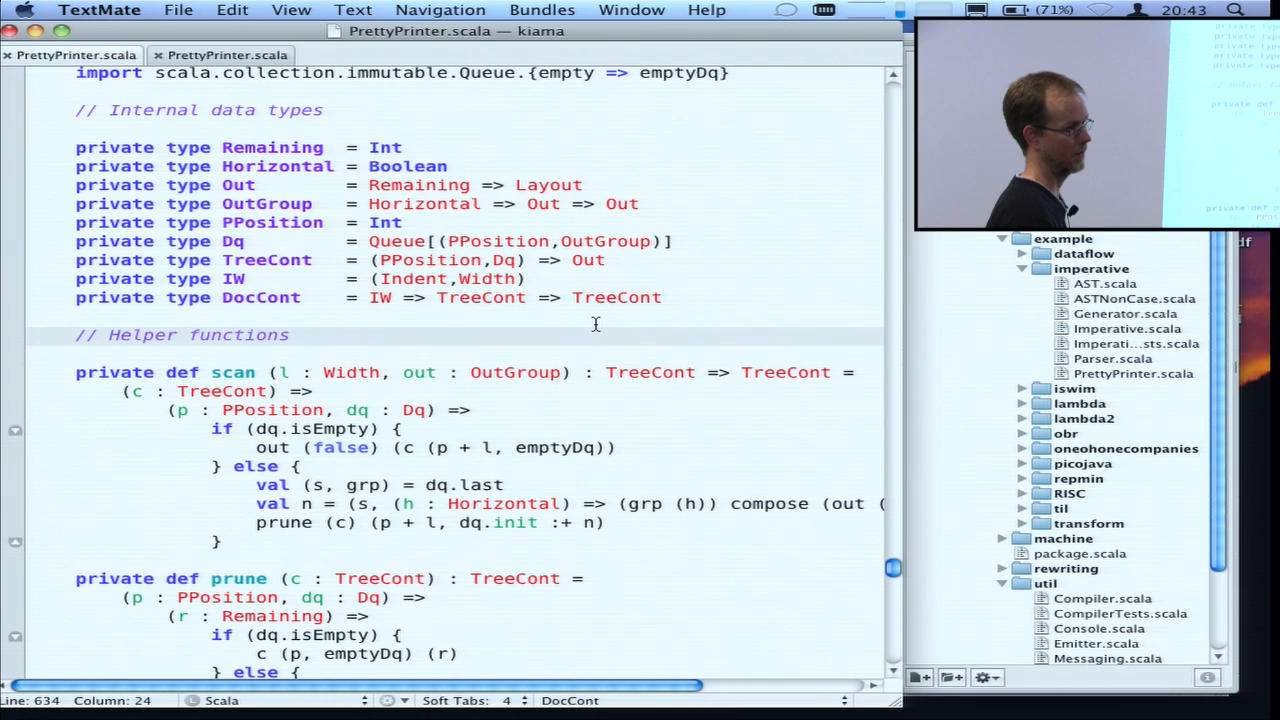 TextMate File Edit View Text Navigation Bundles Window Help (71%) 20:43
PrettyPrinter.scala — kiama
PrettyPrinter.scala PrettyPrinter.scala
import scala.collection.immutable.Queue.{empty => emptyDq}
// Internal data types
private type Remaining = Int
private type Horizontal = Boolean
private type Out = Remaining => Layout
private type OutGroup = Horizontal => Out => Out
private type PPosition = Int
private type Dq = Queue[(PPosition,OutGroup)]
private type TreeCont = (PPosition,Dq) => Out
private type IW = (Indent,Width)
private type DocCont = IW => TreeCont => TreeCont
// Helper functions
private def scan (l : Width, out : OutGroup) : TreeCont => TreeCont =
(c : TreeCont) =>
(p : PPosition, dq : Dq) =>
if (dq.isEmpty) {
out (false) (c (p + l, emptyDq))
} else {
val (s, grp) = dq.last
val n = (s, (h : Horizontal) => (grp (h)) compose (out (
prune (c) (p + l, dq.init :+ n)
}
private def prune (c : TreeCont) : TreeCont =
(p : PPosition, dq : Dq) =>
(r : Remaining) =>
if (dq.isEmpty) {
c (p, emptyDq) (r)
} else {
Line: 634 Column: 24 Scala Soft Tabs: 4 DocCont
example
dataflow
imperative
AST.scala
ASTNonCase.scala
Generator.scala
Imperative.scala
Imperati...sts.scala
Parser.scala
PrettyPrinter.scala
iswim
lambda
lambda2
obr
oneohonecompanies
picojava
repmin
RISC
til
transform
machine
package.scala
rewriting
util
Compiler.scala
CompilerTests.scala
Console.scala
Emitter.scala
Messaging.scala